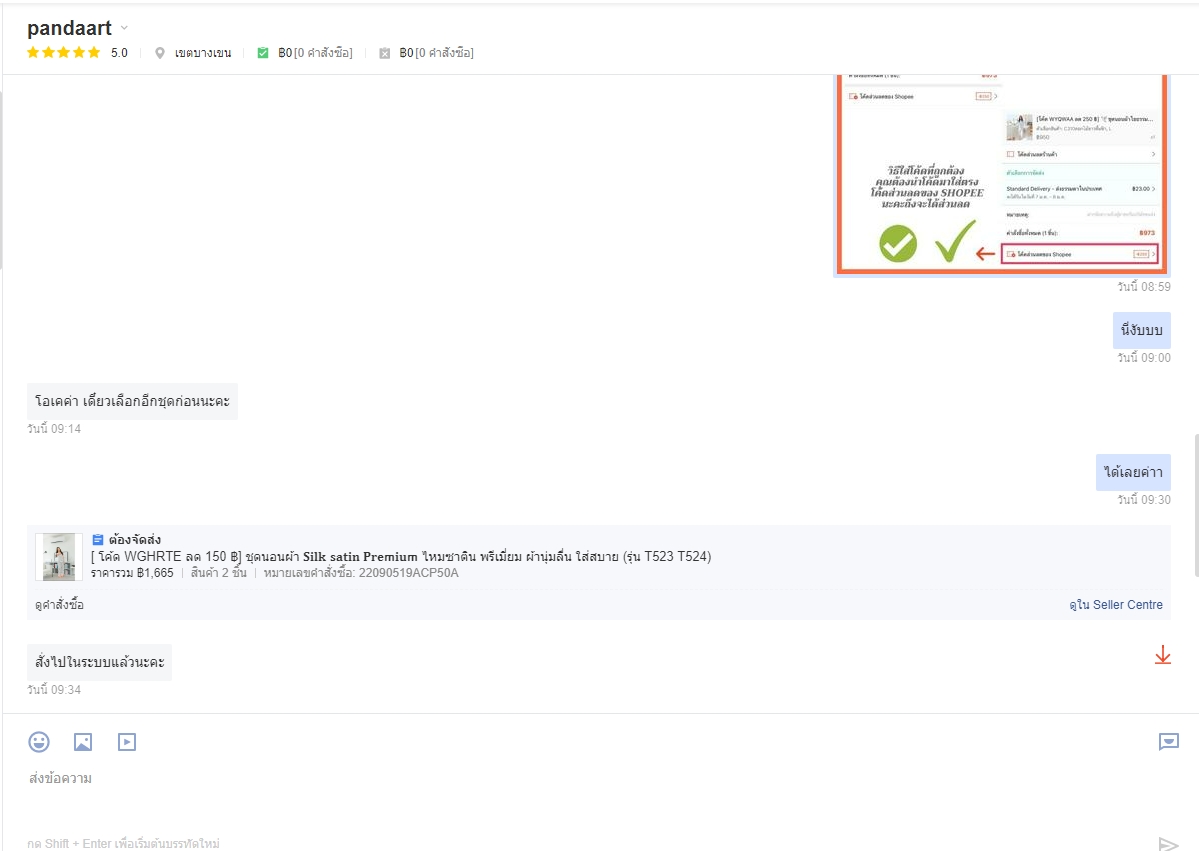 pandaart
5.0 เขตบางเขน ฿0 [0 คำสั่งซื้อ] ฿0 [0 คำสั่งซื้อ]
โค้ดส่วนลดของ Shopee
[โค้ด WYQWAA ลด 250 ฿]
฿950
โค้ดส่วนลดร้านค้า
ตัวเลือกการจัดส่ง
Standard Delivery - ส่งธรรมดาในประเทศ ฿23.00
หมายเหตุ:
คำสั่งซื้อทั้งหมด (1 ชิ้น): ฿973
โค้ดส่วนลดของ Shopee
วิธีใส่โค้ดที่ถูกต้อง
คุณต้องนำโค้ดมาใส่ตรง
โค้ดส่วนลดของ SHOPEE
นะคะถึงจะได้ส่วนลด
วันนี้ 08:59
นี่งับบบ
วันนี้ 09:00
โอเคค่า เดี๋ยวเลือกอีกชุดก่อนนะคะ
วันนี้ 09:14
ได้เลยค่าา
วันนี้ 09:30
ต้องจัดส่ง
[ โค้ด WGHRTE ลด 150 ฿] ชุดนอนผ้า Silk satin Premium ไหมซาติน พรีเมี่ยม ผ้านุ่มลื่น ใส่สบาย (รุ่น T523 T524)
ราคารวม ฿1,665 สินค้า 2 ชิ้น หมายเลขคำสั่งซื้อ: 22090519ACP50A
ดูคำสั่งซื้อ ดูใน Seller Centre
สั่งไปในระบบแล้วนะคะ
วันนี้ 09:34
ส่งข้อความ
กด Shift + Enter เพื่อเริ่มต้นบรรทัดใหม่